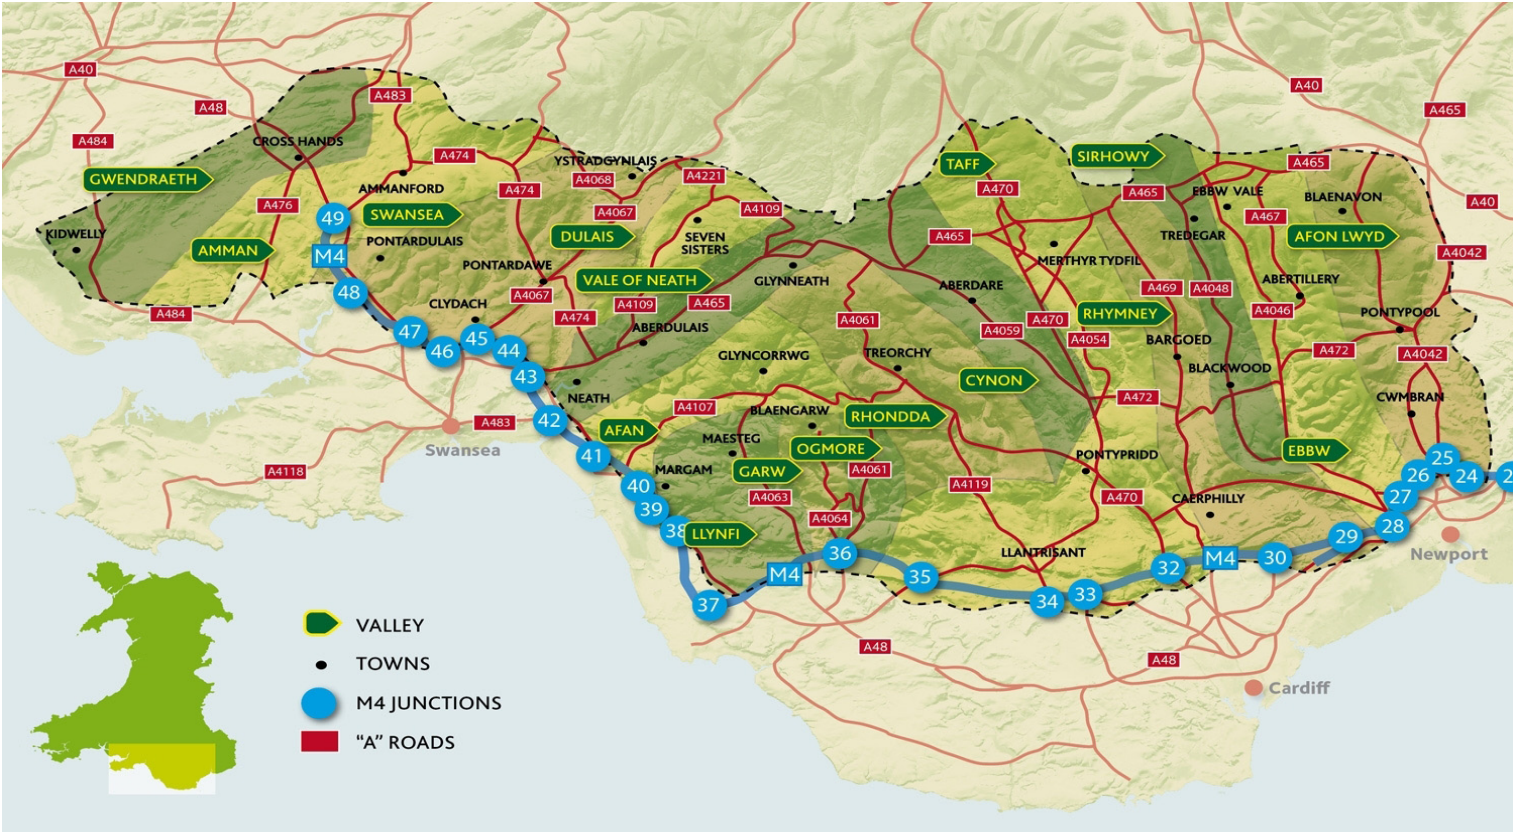 A40
A48
A483
A40
A465
A484
CROSS HANDS
A474
YSTRADGYNLAIS
TAFF
SIRHOWY
A465
GWENDRAETH
AMMANFORD
A474
A4068
A4221
A470
A465
EBBW VALE
BLAENAVON
A40
A476
49
SWANSEA
A4067
A4109
A467
KIDWELLY
AMMAN
M4
PONTARDULAIS
DULAIS
SEVEN
SISTERS
A465
TREDEGAR
AFON LWYD
A4042
PONTARDAWE
VALE OF NEATH
GLYNNEATH
MERTHYR TYDFIL
ABERTILLERY
48
CLYDACH
A4067
A4109
A465
ABERDARE
A469
A4048
A484
A474
ABERDULAIS
A4061
A4059
A470
RHYMNEY
A4046
PONTYPOOL
47
46
45
44
GLYNCORRWG
TREORCHY
A4054
BARGOED
A472
A4042
43
NEATH
CYNON
BLACKWOOD
A472
CWMBRAN
A483
42
A4107
BLAENGARW
RHONDDA
Swansea
AFAN
MAESTEG
OGMORE
EBBW
A4118
41
MARGAM
GARW
A4061
PONTYPRIDD
25
40
A4063
A4119
A470
CAERPHILLY
26
24
2
39
A4064
27
38
LLYNFI
36
LLANTRISANT
29
28
Newport
M4
35
32
M4
30
37
34
33
A48
A48
Cardiff
VALLEY
TOWNS
M4 JUNCTIONS
“A” ROADS